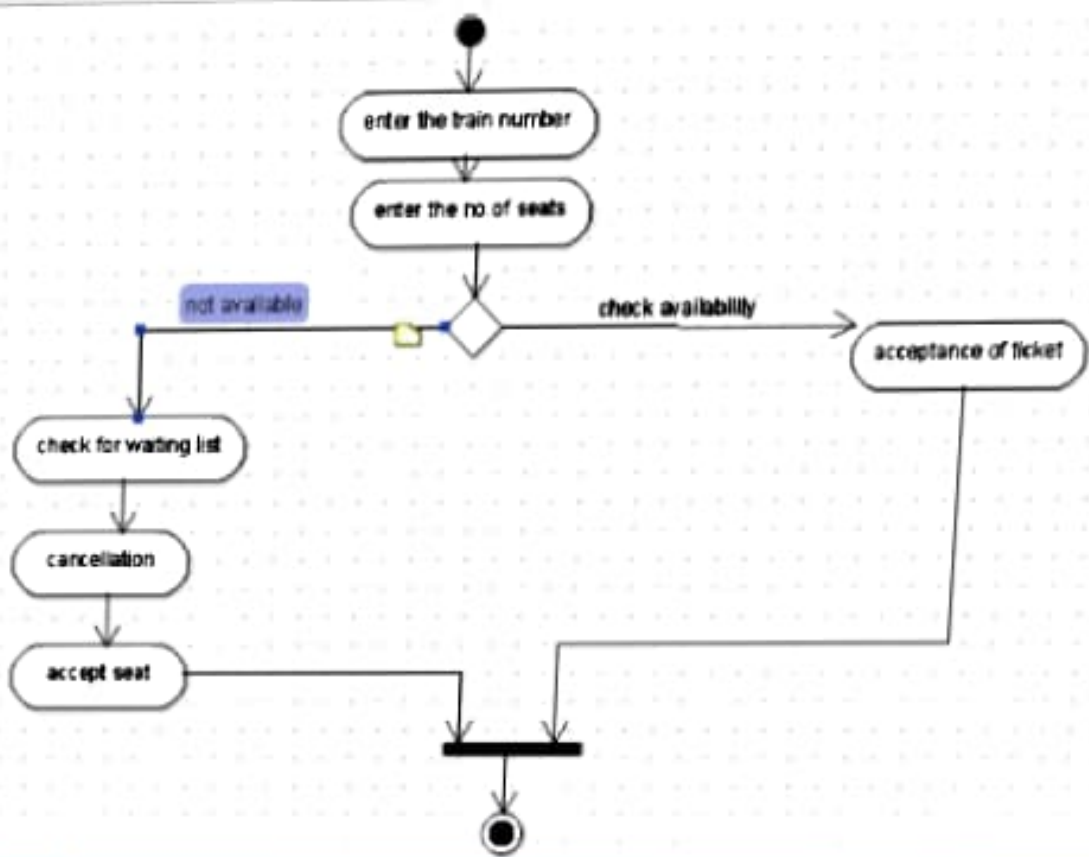 enter the train number
enter the no of seats
not available
check availability
acceptance of ticket
check for waiting list
cancellation
accept seat